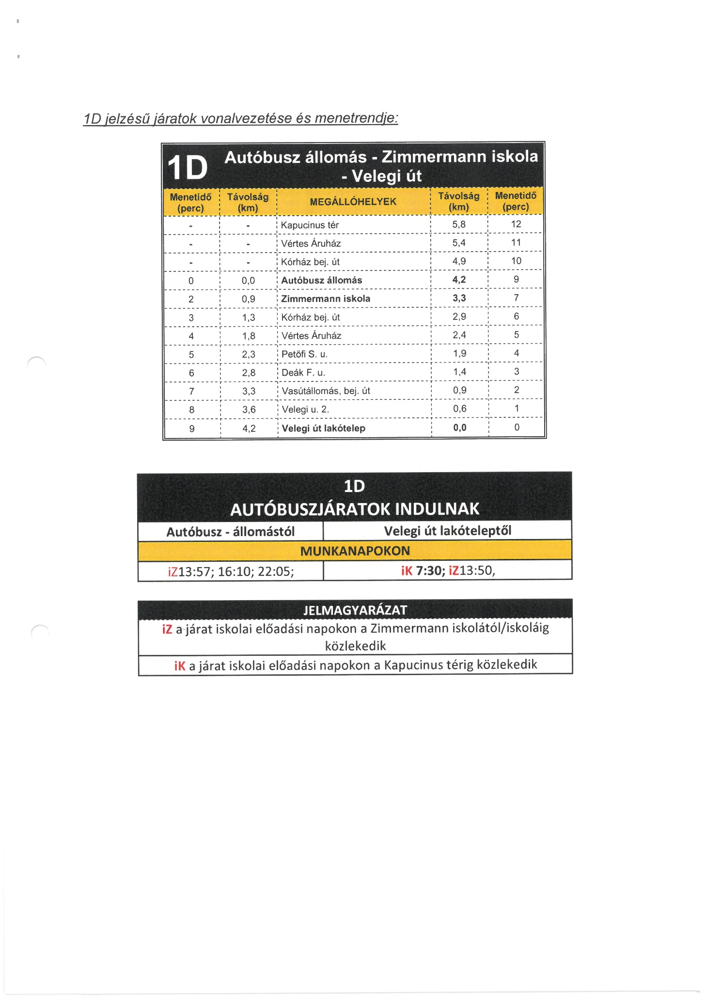 1D jelzésű járatok vonalvezetése és menetrendje:
1D Autóbusz állomás - Zimmermann iskola
- Velegi út
Menetidő (perc) Távolság (km) MEGÁLLÓHELYEK Távolság (km) Menetidő (perc)
- - Kapucinus tér 5,8 12
- - Vértes Áruház 5,4 11
- - Kórház bej. út 4,9 10
0 0,0 Autóbusz állomás 4,2 9
2 0,9 Zimmermann iskola 3,3 7
3 1,3 Kórház bej. út 2,9 6
4 1,8 Vértes Áruház 2,4 5
5 2,3 Petőfi S. u. 1,9 4
6 2,8 Deák F. u. 1,4 3
7 3,3 Vasútállomás, bej. út 0,9 2
8 3,6 Velegi u. 2. 0,6 1
9 4,2 Velegi út lakótelep 0,0 0
1D
AUTÓBUSZJÁRATOK INDULNAK
Autóbusz - állomástól Velegi út lakóteleptől
MUNKANAPOKON
iZ13:57; 16:10; 22:05; iK 7:30; iZ13:50,
JELMAGYARÁZAT
iZ a járat iskolai előadási napokon a Zimmermann iskolától/iskoláig
közlekedik
iK a járat iskolai előadási napokon a Kapucinus térig közlekedik